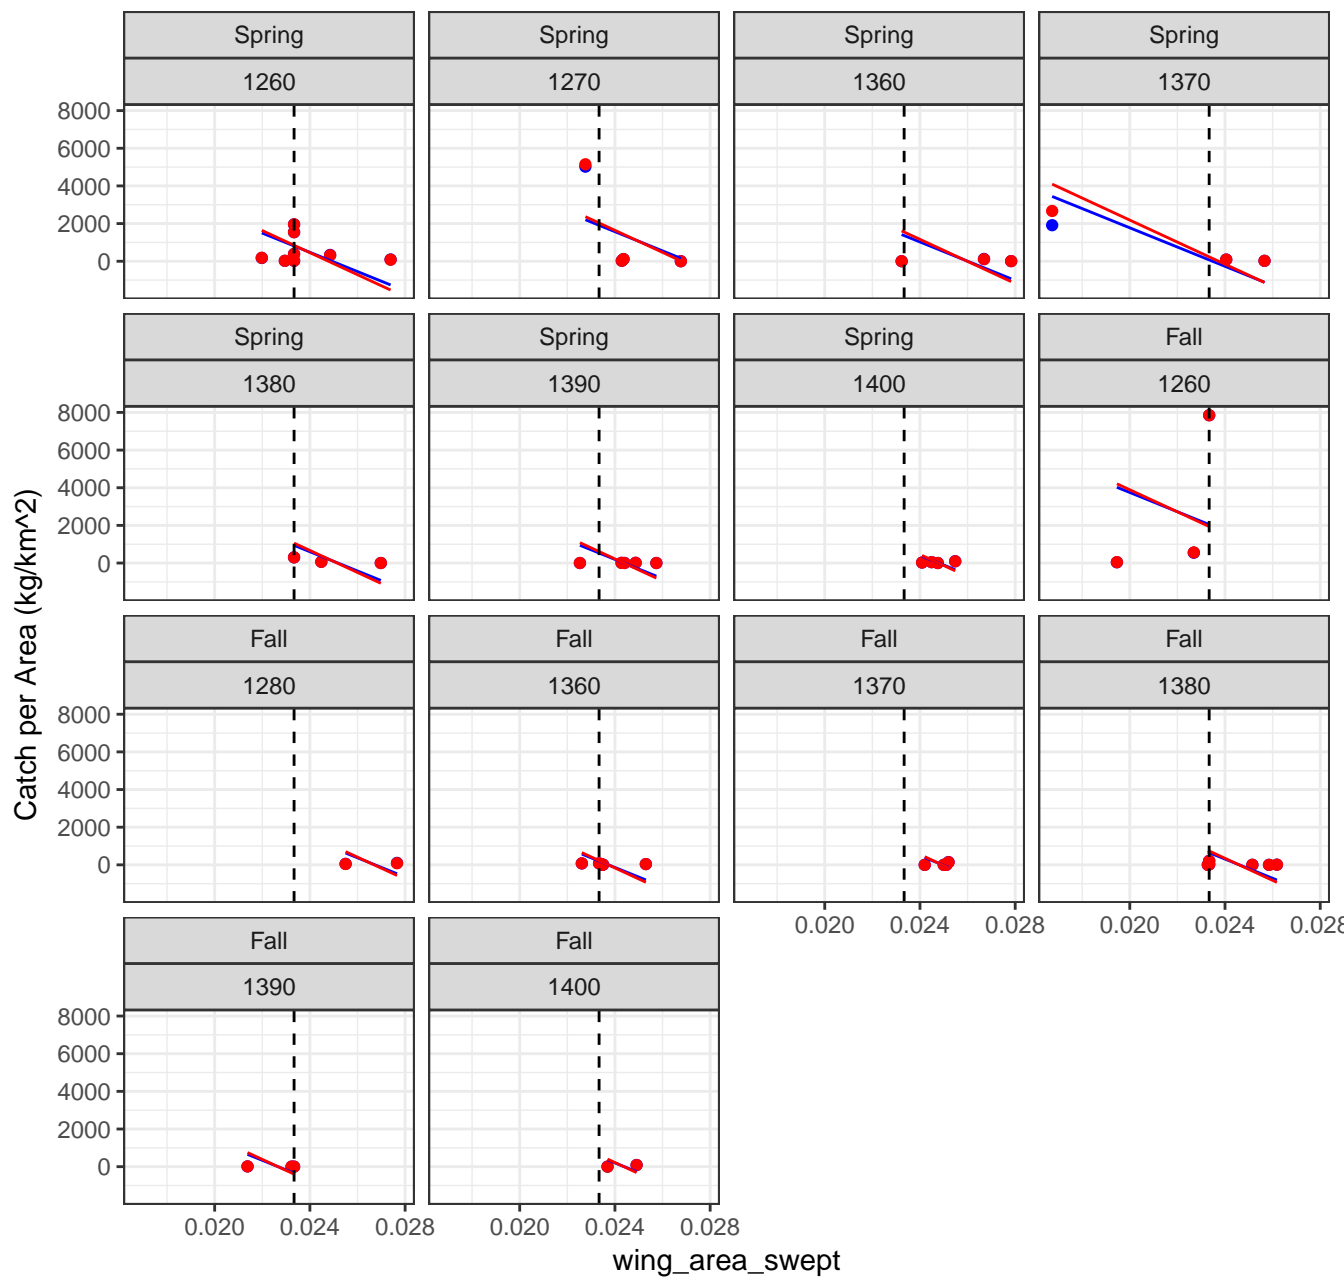 Spring Spring Spring Spring
1260 1270 1360 1370
8000
6000
4000
2000
0
Spring Spring Spring Fall
1380 1390 1400 1260
8000
6000
4000
2000
0
Fall Fall Fall Fall
1280 1360 1370 1380
8000
6000
4000
2000
0
0.020 0.024 0.028 0.020 0.024 0.028
Fall Fall
1390 1400
8000
6000
4000
2000
0
0.020 0.024 0.028 0.020 0.024 0.028
wing_area_swept
Catch per Area (kg/km^2)